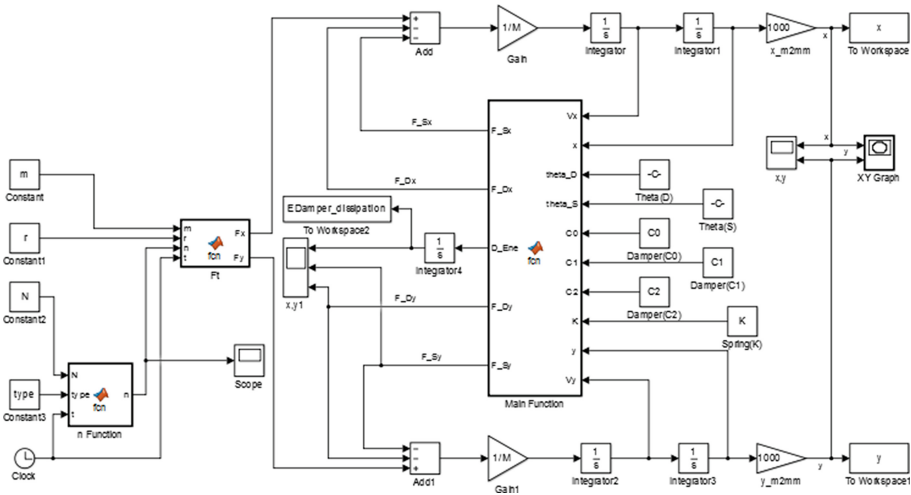 +
−
−
Add
1/M
Gain
1
s
Integrator
1
s
Integrator1
1000
x_m2mm
x
x
To Workspace
F_Sx
F_Sx
Vx
x
x
y
x,y
XY Graph
m
Constant
F_Dx
F_Dx
theta_D
-C-
Theta(D)
EDamper_dissipation
To Workspace2
theta_S
-C-
Theta(S)
r
Constant1
m
r
n
t
fcn
Fx
Fy
Ft
x,y1
1
s
Integrator4
D_Ene
fcn
C0
C0
Damper(C0)
C1
C1
Damper(C1)
N
Constant2
F_Dy
F_Dy
C2
C2
Damper(C2)
K
K
Spring(K)
Scope
F_Sy
F_Sy
y
Vy
Main Function
type
Constant3
N
type
t
fcn
n
n Function
Clock
−
−
+
Add1
1/M
Gain1
1
s
Integrator2
1
s
Integrator3
1000
y_m2mm
y
y
To Workspace1